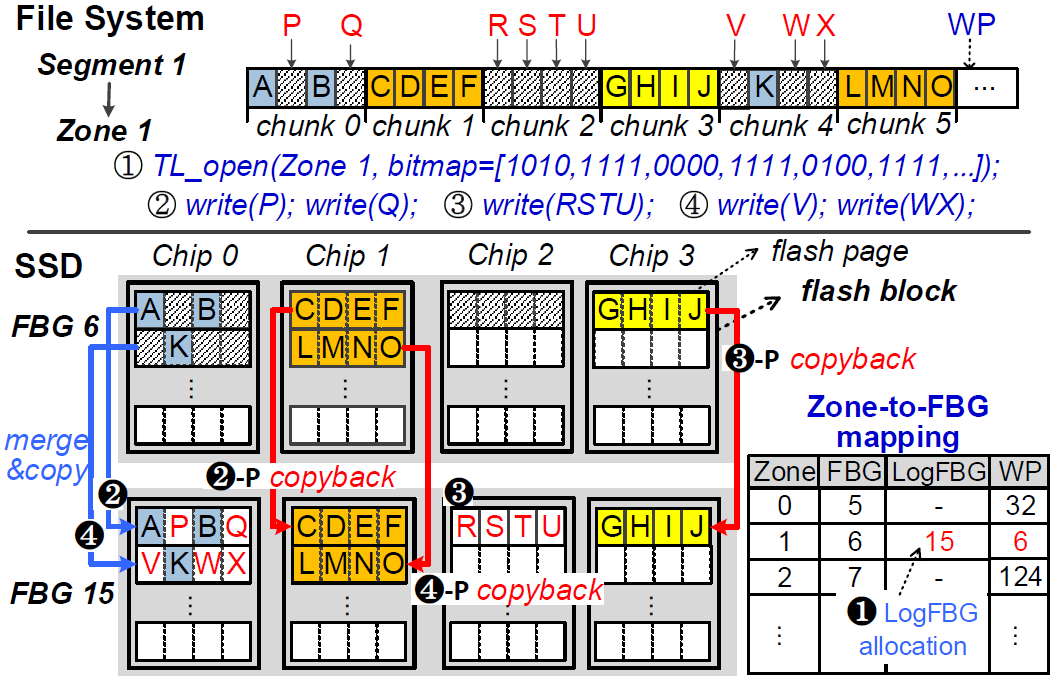 File System
P Q R S T U V W X WP
Segment 1
A B C D E F G H I J K L M N O ...
Zone 1
chunk 0 chunk 1 chunk 2 chunk 3 chunk 4 chunk 5
① TL_open(Zone 1, bitmap=[1010,1111,0000,1111,0100,1111,...]);
② write(P); write(Q); ③ write(RSTU); ④ write(V); write(WX);
SSD
Chip 0 Chip 1 Chip 2 Chip 3
flash page
flash block
FBG 6
A B C D E F G H I J
K L M N O
⋮ ⋮ ⋮ ⋮
❸-P copyback
merge
&copy
❷-P copyback
❷ ❸
❹
A P B Q C D E F R S T U G H I J
V K W X L M N O
FBG 15
❹-P copyback
⋮ ⋮ ⋮ ⋮
Zone-to-FBG
mapping
Zone FBG LogFBG WP
0 5 - 32
1 6 15 6
2 7 - 124
⋮ ⋮
❶ LogFBG
allocation